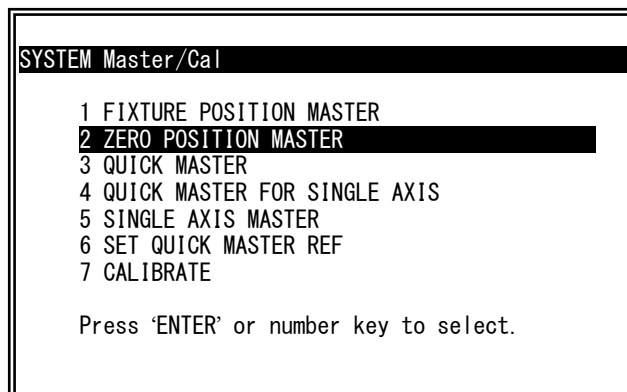 SYSTEM Master/Cal
1 FIXTURE POSITION MASTER
2 ZERO POSITION MASTER
3 QUICK MASTER
4 QUICK MASTER FOR SINGLE AXIS
5 SINGLE AXIS MASTER
6 SET QUICK MASTER REF
7 CALIBRATE
Press ‘ENTER’ or number key to select.